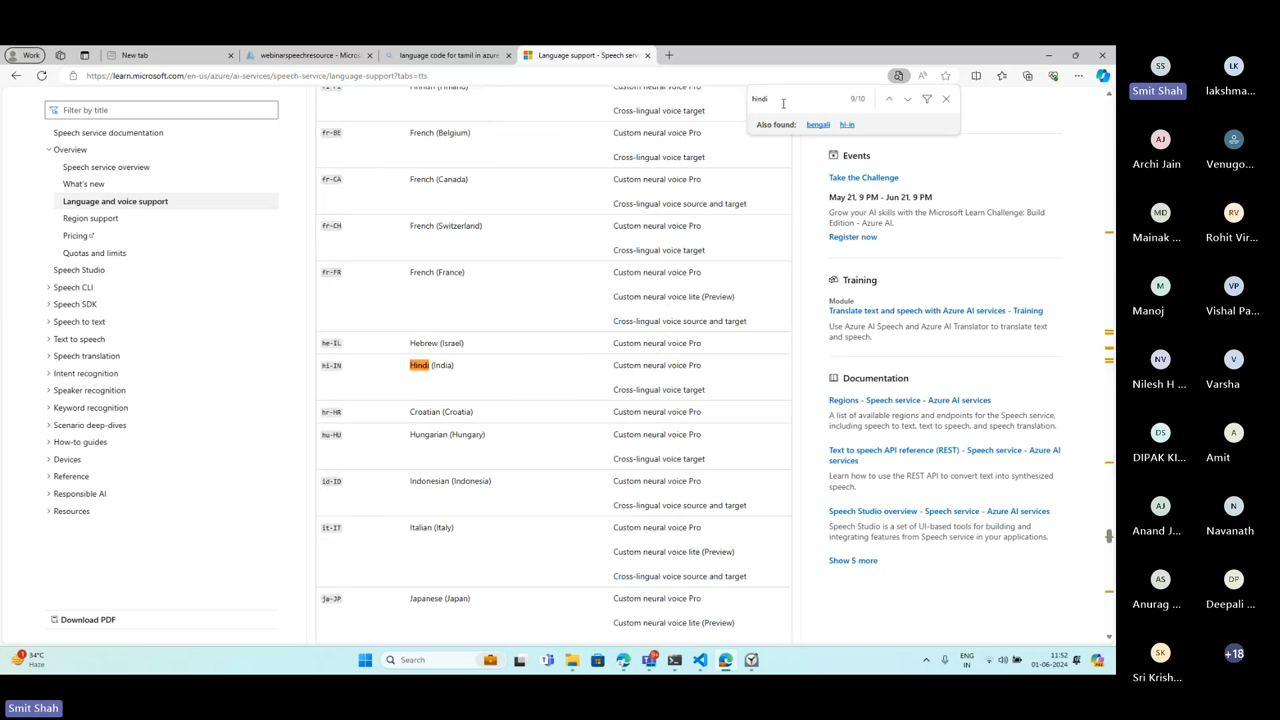 Work
New tab
webinarspeechresource - Micros
language code for tamil in azure
Language support - Speech serv
https://learn.microsoft.com/en-us/azure/ai-services/speech-service/language-support?tabs=tts
hindi
9/10
Also found: bengali hi-in
Filter by title
Speech service documentation
Overview
Speech service overview
What's new
Language and voice support
Region support
Pricing
Quotas and limits
Speech Studio
Speech CLI
Speech SDK
Speech to text
Text to speech
Speech translation
Intent recognition
Speaker recognition
Keyword recognition
Scenario deep-dives
How-to guides
Devices
Reference
Responsible AI
Resources
Download PDF
fi-FI Finnish (Finland) Custom neural voice Pro
Cross-lingual voice target
fr-BE French (Belgium) Custom neural voice Pro
Cross-lingual voice target
fr-CA French (Canada) Custom neural voice Pro
Cross-lingual voice source and target
fr-CH French (Switzerland) Custom neural voice Pro
Cross-lingual voice target
fr-FR French (France) Custom neural voice Pro
Custom neural voice lite (Preview)
Cross-lingual voice source and target
he-IL Hebrew (Israel) Custom neural voice Pro
hi-IN Hindi (India) Custom neural voice Pro
Cross-lingual voice target
hr-HR Croatian (Croatia) Custom neural voice Pro
hu-HU Hungarian (Hungary) Custom neural voice Pro
Cross-lingual voice target
id-ID Indonesian (Indonesia) Custom neural voice Pro
Cross-lingual voice source and target
it-IT Italian (Italy) Custom neural voice Pro
Custom neural voice lite (Preview)
Cross-lingual voice source and target
ja-JP Japanese (Japan) Custom neural voice Pro
Custom neural voice lite (Preview)
Events
Take the Challenge
May 21, 9 PM - Jun 21, 9 PM
Grow your AI skills with the Microsoft Learn Challenge: Build
Edition - Azure AI.
Register now
Training
Module
Translate text and speech with Azure AI services - Training
Use Azure AI Speech and Azure AI Translator to translate text
and speech.
Documentation
Regions - Speech service - Azure AI services
A list of available regions and endpoints for the Speech service,
including speech to text, text to speech, and speech translation.
Text to speech API reference (REST) - Speech service - Azure AI
services
Learn how to use the REST API to convert text into synthesized
speech.
Speech Studio overview - Speech service - Azure AI services
Speech Studio is a set of UI-based tools for building and
integrating features from Speech service in your applications.
Show 5 more
1
34°C
Haze
Search
ENG
IN
11:52
01-06-2024
SS LK
Smit Shah lakshma...
AJ
Archi Jain Venugo...
MD RV
Mainak ... Rohit Vir...
M VP
Manoj Vishal Pa...
NV V
Nilesh H ... Varsha
DS A
DIPAK KI... Amit
AJ N
Anand J... Navanath
AS DP
Anurag ... Deepali ...
SK +18
Sri Krish...
Smit Shah